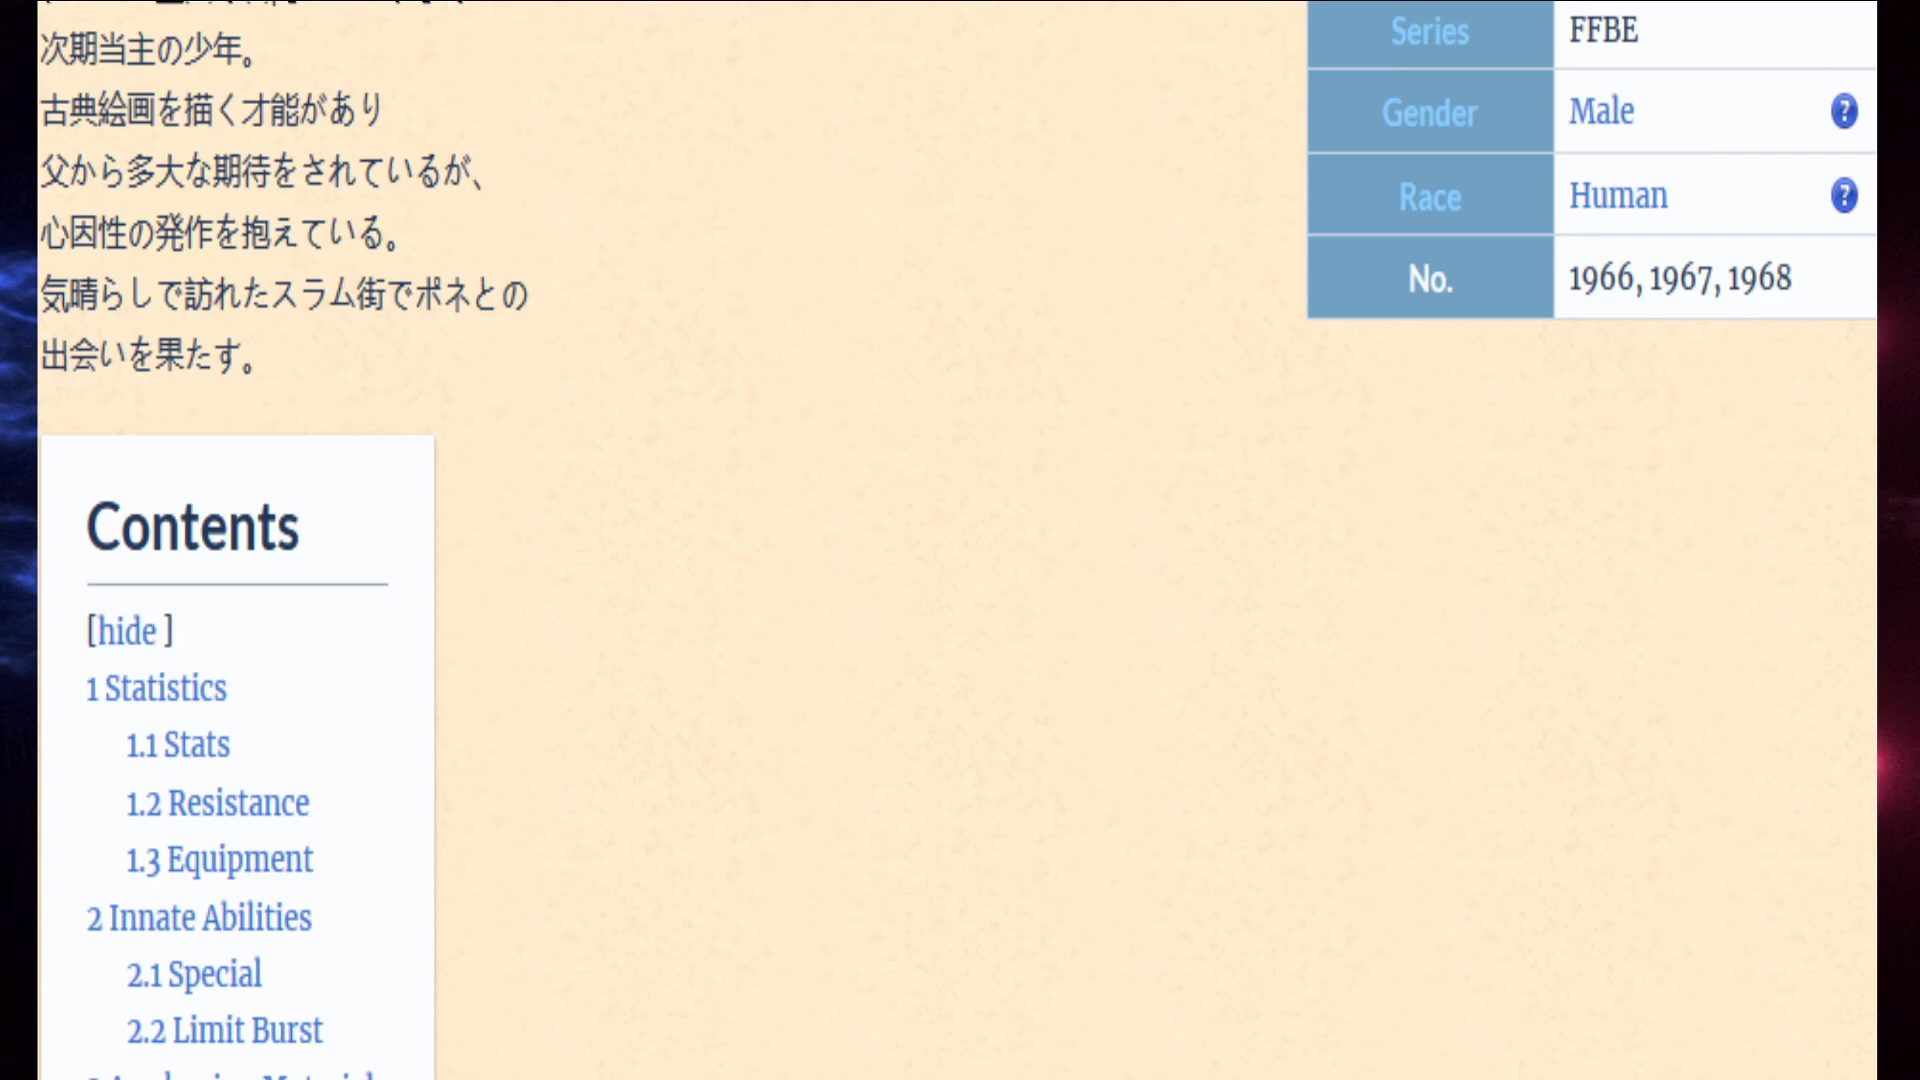 次期当主の少年。
古典絵画を描く才能があり
父から多大な期待をされているが、
心因性の発作を抱えている。
気晴らしで訪れたスラム街でポネとの
出会いを果たす。
Series FFBE
Gender Male ?
Race Human ?
No. 1966, 1967, 1968
Contents
[hide ]
1 Statistics
1.1 Stats
1.2 Resistance
1.3 Equipment
2 Innate Abilities
2.1 Special
2.2 Limit Burst